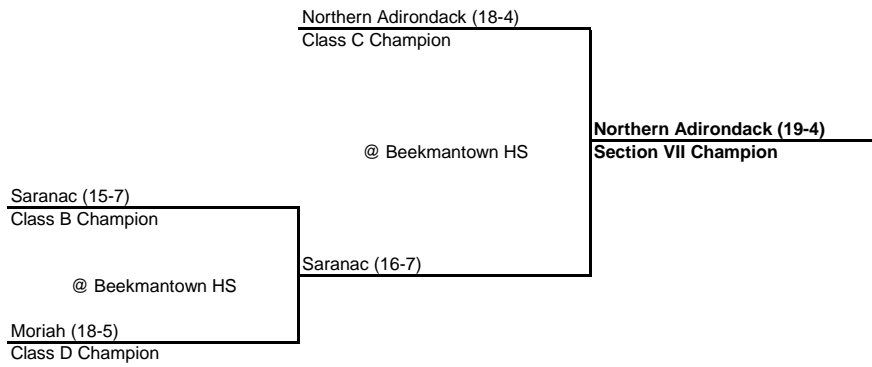 Northern Adirondack (18-4)
Class C Champion
Northern Adirondack (19-4)
@ Beekmantown HS
Section VII Champion
Saranac (15-7)
Class B Champion
Saranac (16-7)
@ Beekmantown HS
Moriah (18-5)
Class D Champion